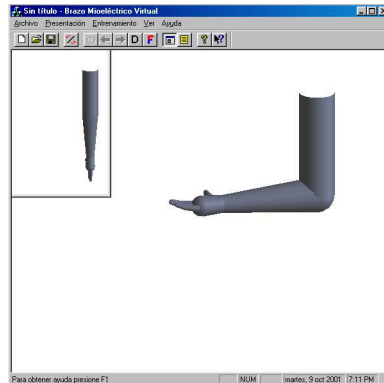 Sin título - Brazo Mioeléctrico Virtual
Archivo Presentación Entrenamiento Ver Ayuda
D F
Para obtener ayuda presione F1 NUM martes, 9 oct 2001 7:11 PM